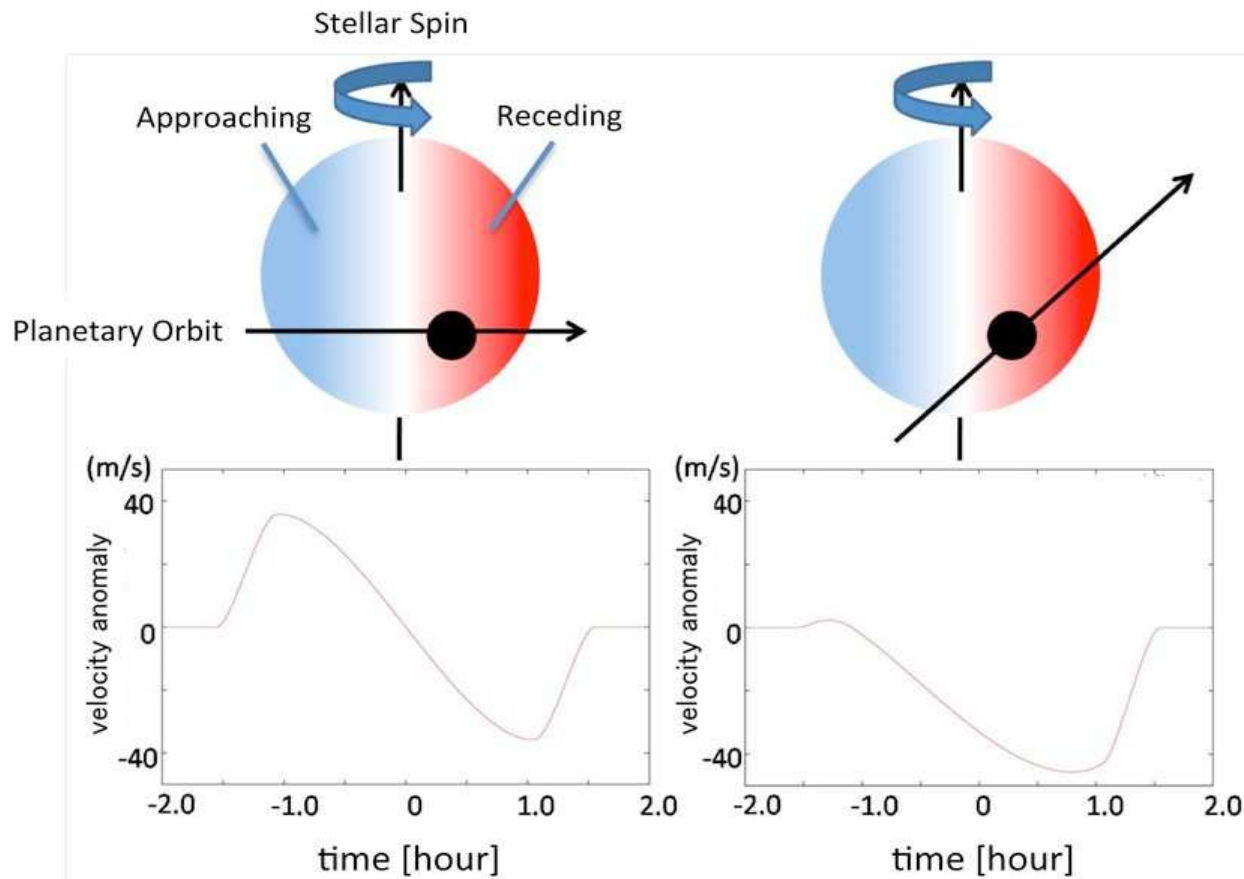 Stellar Spin
Approaching
Receding
Planetary Orbit
(m/s)
40
0
-40
velocity anomaly
-2.0 -1.0 0 1.0 2.0
time [hour]
(m/s)
40
0
-40
velocity anomaly
-2.0 -1.0 0 1.0 2.0
time [hour]